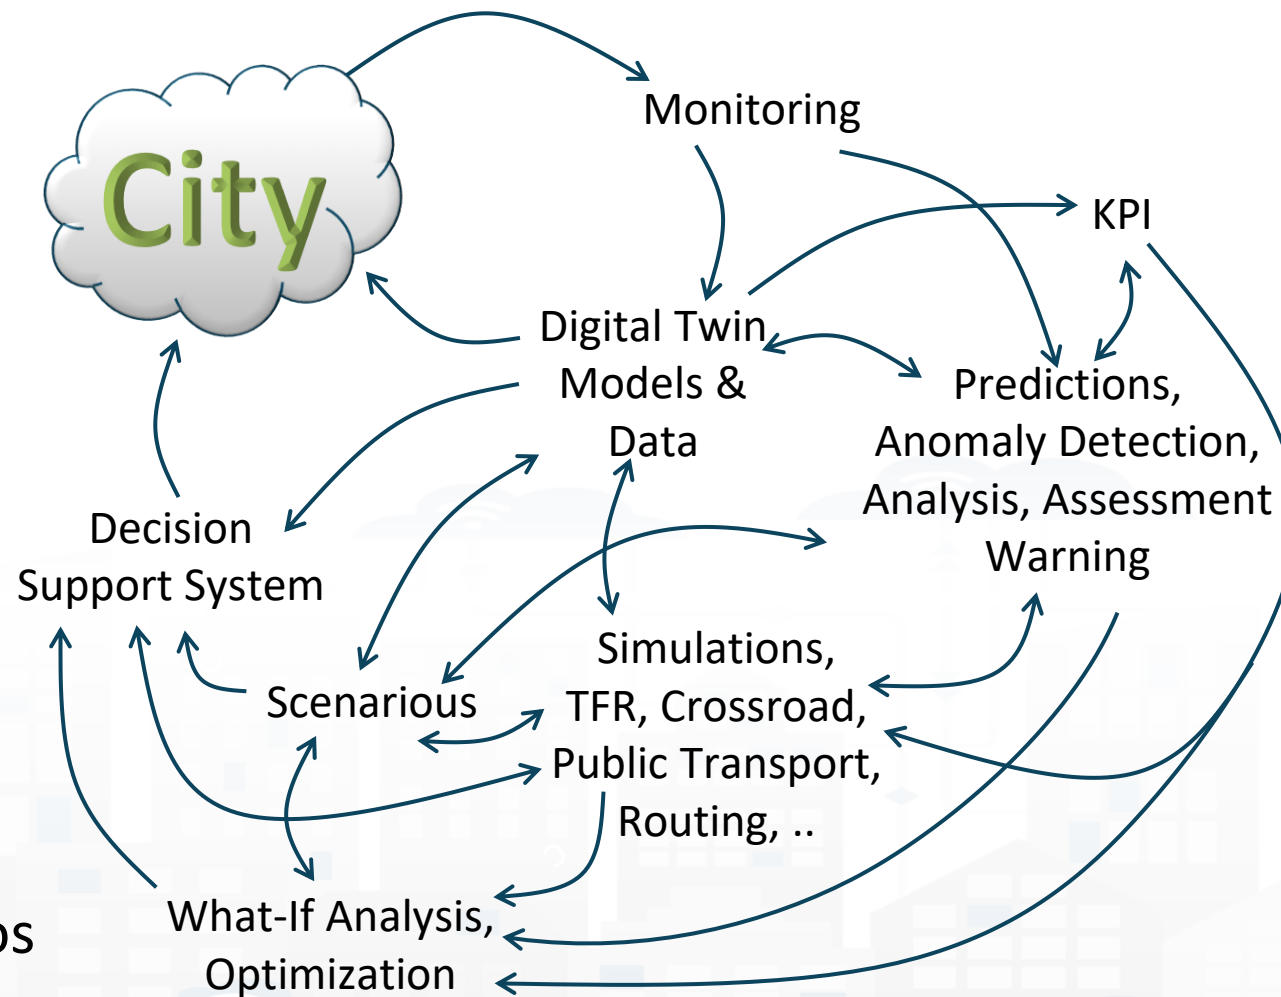 City
Monitoring
KPI
Digital Twin
Models &
Data
Predictions,
Anomaly Detection,
Analysis, Assessment
Warning
Decision
Support System
Scenarious
Simulations,
TFR, Crossroad,
Public Transport,
Routing, ..
What-If Analysis,
Optimization